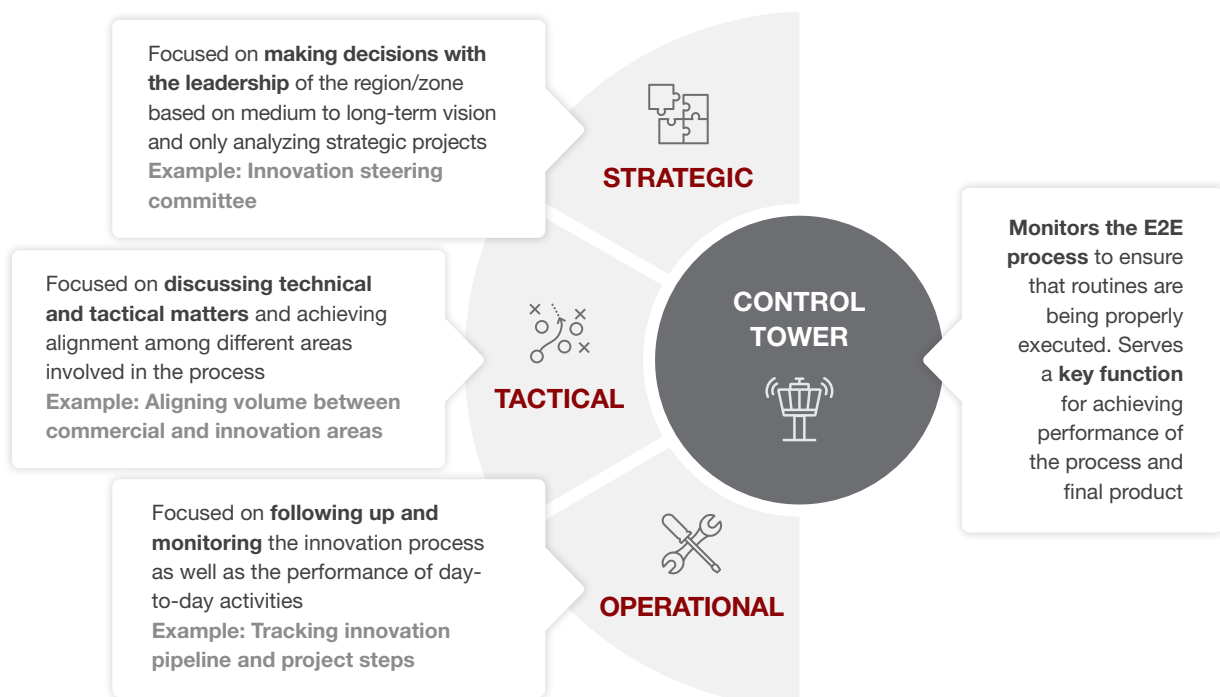 Focused on making decisions with
the leadership of the region/zone
based on medium to long-term vision
and only analyzing strategic projects
Example: Innovation steering
committee
STRATEGIC
Focused on discussing technical
and tactical matters and achieving
alignment among different areas
involved in the process
Example: Aligning volume between
commercial and innovation areas
TACTICAL
Focused on following up and
monitoring the innovation process
as well as the performance of day-
to-day activities
Example: Tracking innovation
pipeline and project steps
OPERATIONAL
CONTROL
TOWER
Monitors the E2E
process to ensure
that routines are
being properly
executed. Serves
a key function
for achieving
performance of
the process and
final product